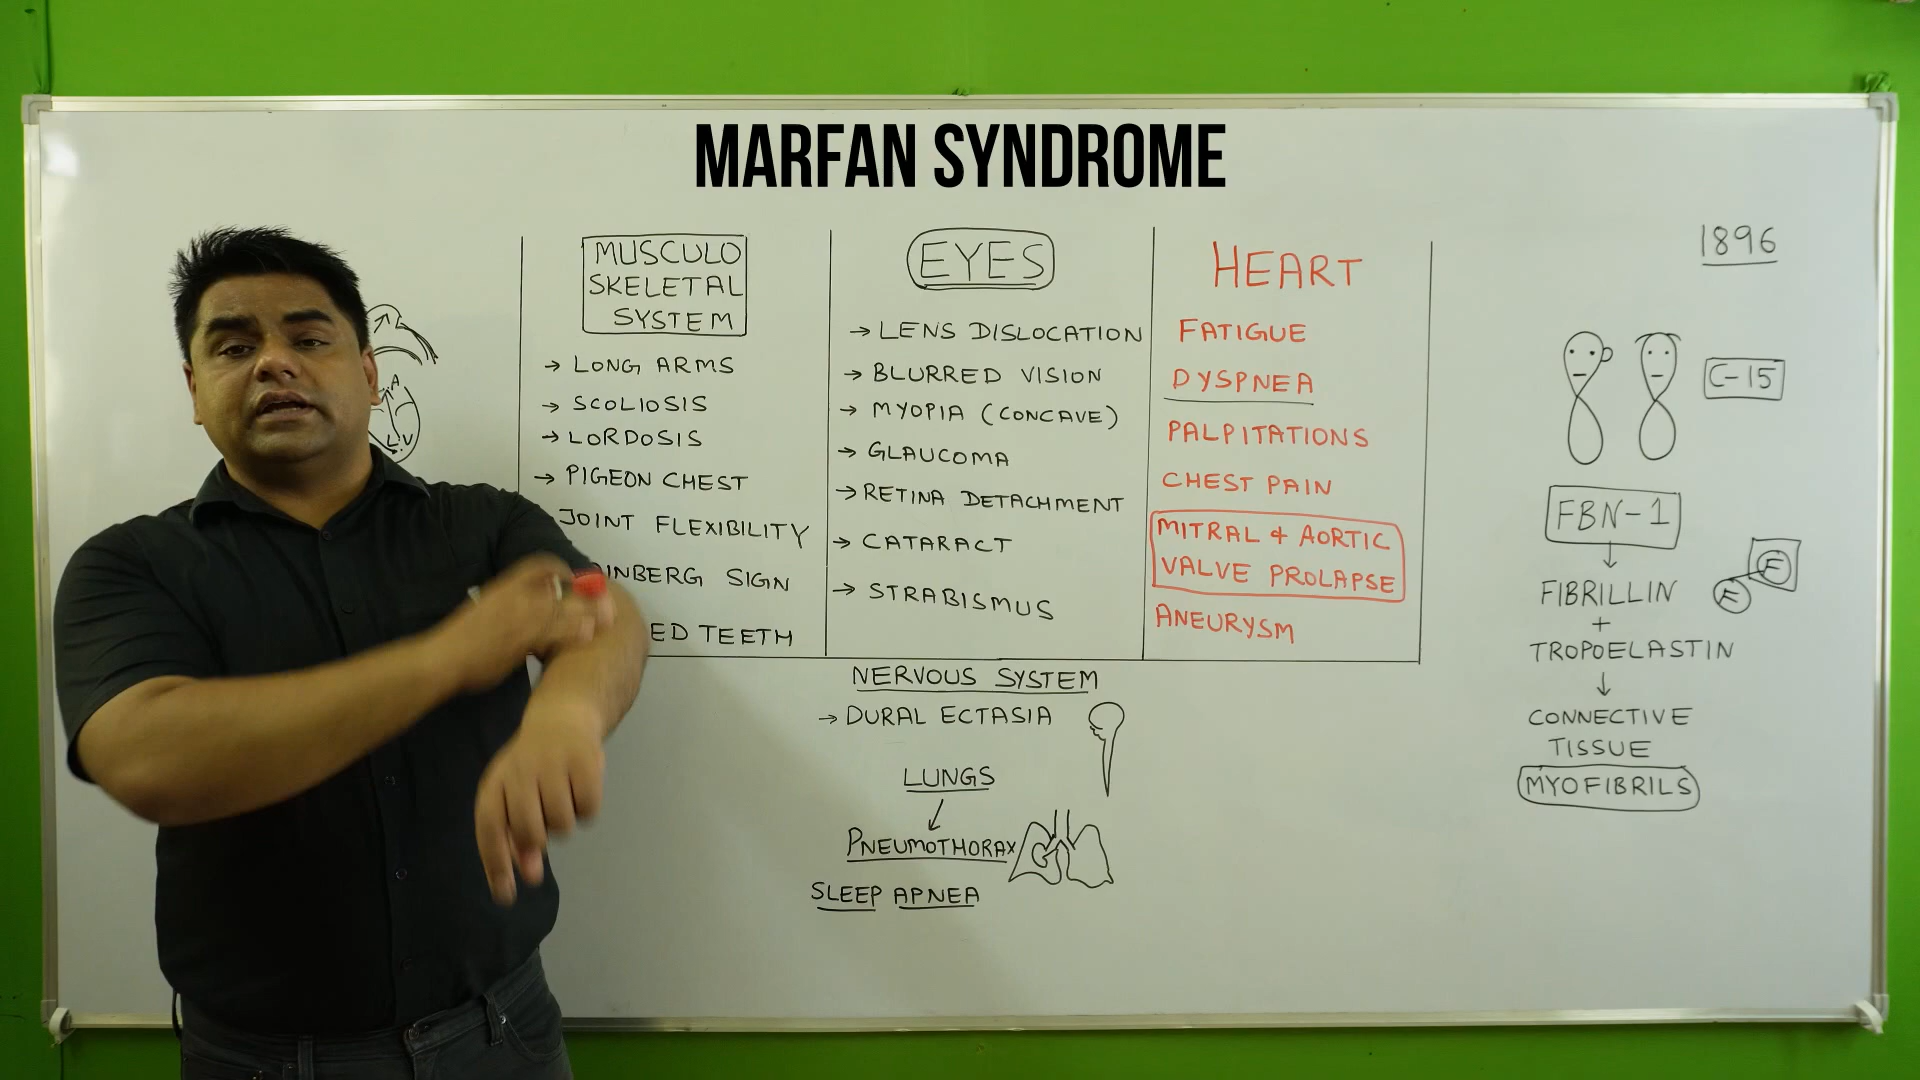 MARFAN SYNDROME
A
LV
MUSCULO
SKELETAL
SYSTEM
→ LONG ARMS
→ SCOLIOSIS
→ LORDOSIS
→ PIGEON CHEST
JOINT FLEXIBILITY
SIGN
TEETH
EYES
→ LENS DISLOCATION
→ BLURRED VISION
→ MYOPIA (CONCAVE)
→ GLAUCOMA
→ RETINA DETACHMENT
→ CATARACT
→ STRABISMUS
HEART
FATIGUE
DYSPNEA
PALPITATIONS
CHEST PAIN
MITRAL & AORTIC
VALVE PROLAPSE
ANEURYSM
NERVOUS SYSTEM
→ DURAL ECTASIA
LUNGS
PNEUMOTHORAX
SLEEP APNEA
1896
C-15
FBN-1
FIBRILLIN
+
TROPOELASTIN
CONNECTIVE
TISSUE
MYOFIBRILS
F
F